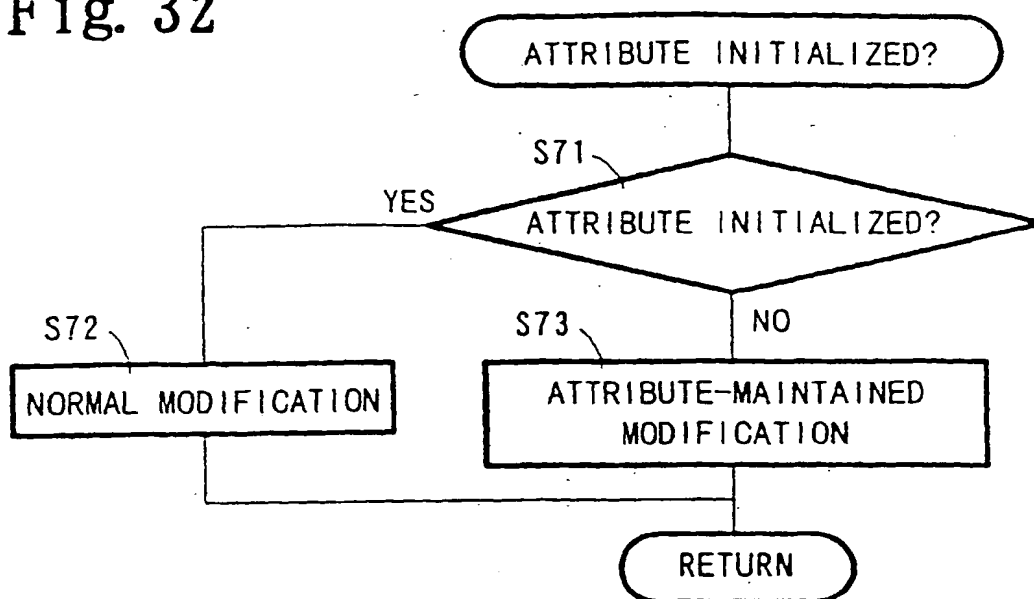 Fig. 32
ATTRIBUTE INITIALIZED?
S71
YES
ATTRIBUTE INITIALIZED?
S72
S73
NO
NORMAL MODIFICATION
ATTRIBUTE-MAINTAINED
MODIFICATION
RETURN